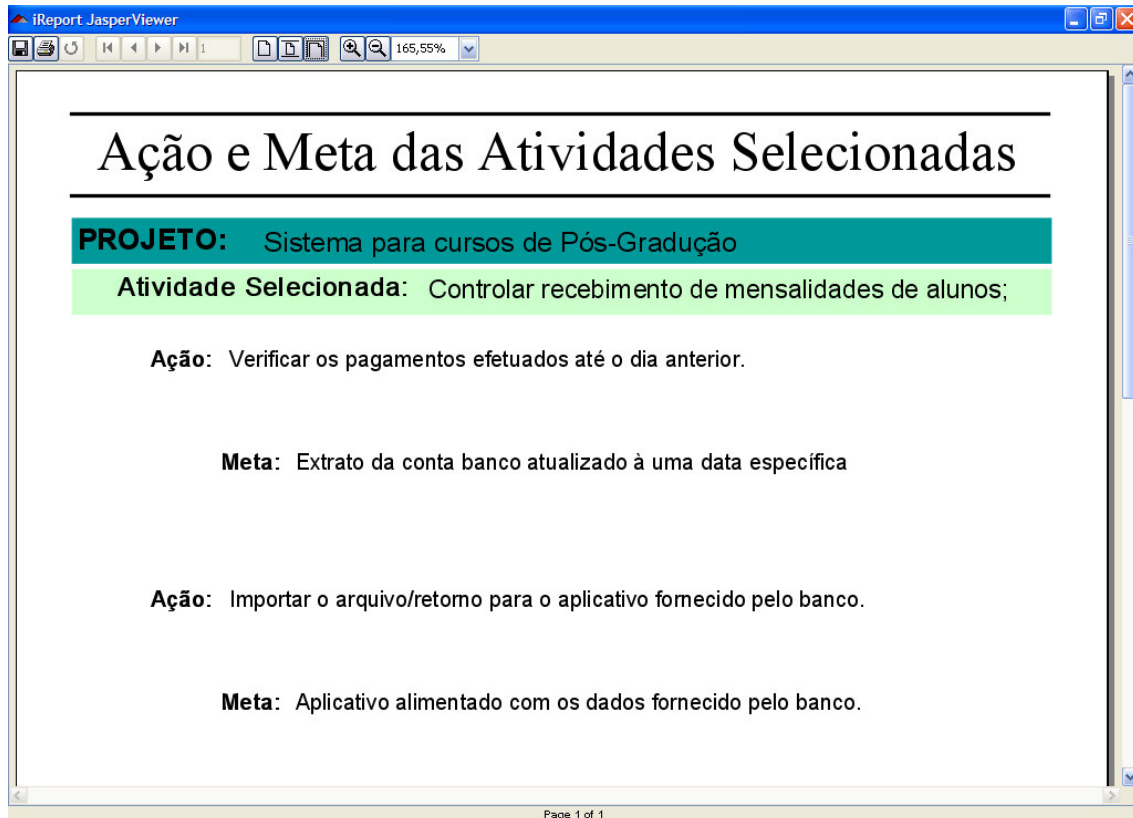 iReport JasperViewer
1 165,55%
Ação e Meta das Atividades Selecionadas
PROJETO: Sistema para cursos de Pós-Gradução
Atividade Selecionada: Controlar recebimento de mensalidades de alunos;
Ação: Verificar os pagamentos efetuados até o dia anterior.
Meta: Extrato da conta banco atualizado à uma data específica
Ação: Importar o arquivo/retorno para o aplicativo fornecido pelo banco.
Meta: Aplicativo alimentado com os dados fornecido pelo banco.
Page 1 of 1